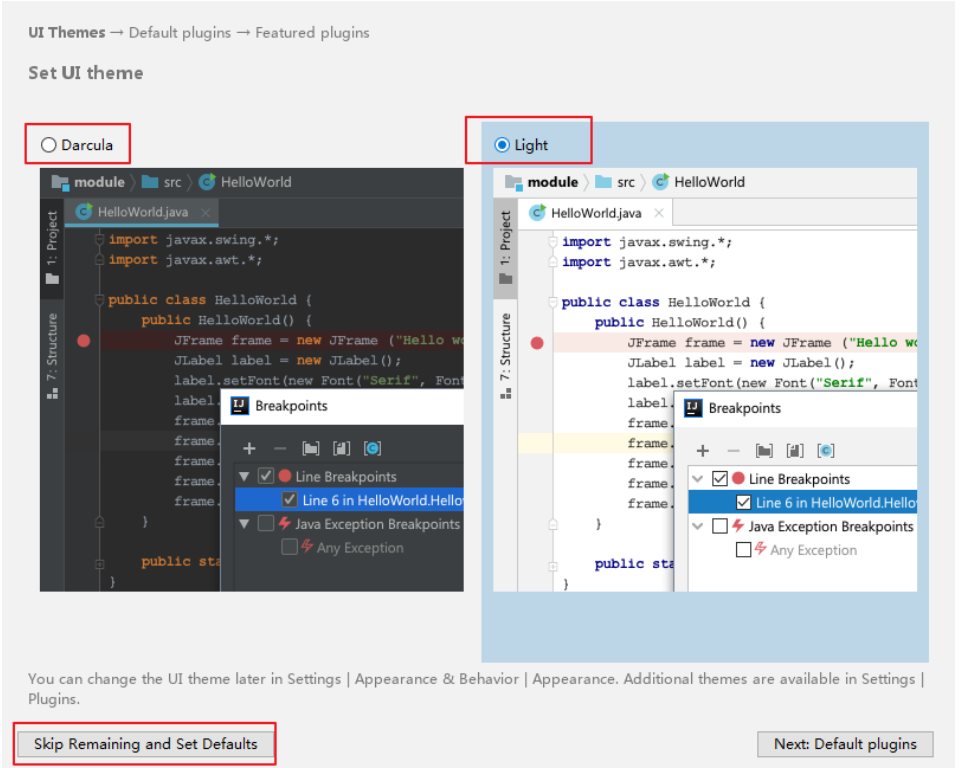 UI Themes → Default plugins → Featured plugins
Set UI theme
Darcula
module src HelloWorld
HelloWorld.java
1: Project
7: Structure
import javax.swing.*;
import javax.awt.*;
public class HelloWorld {
public HelloWorld() {
JFrame frame = new JFrame ("Hello wo
JLabel label = new JLabel();
label.setFont(new Font("Serif", Font
label.
frame.
frame.
frame.
frame.
frame.
}
public sta
}
Breakpoints
Line Breakpoints
Line 6 in HelloWorld.Hello
Java Exception Breakpoints
Any Exception
Light
module src HelloWorld
HelloWorld.java
1: Project
7: Structure
import javax.swing.*;
import javax.awt.*;
public class HelloWorld {
public HelloWorld() {
JFrame frame = new JFrame ("Hello wo
JLabel label = new JLabel();
label.setFont(new Font("Serif", Font
label.
frame.
frame.
frame.
frame.
frame.
}
public sta
}
Breakpoints
Line Breakpoints
Line 6 in HelloWorld.Hello
Java Exception Breakpoints
Any Exception
You can change the UI theme later in Settings | Appearance & Behavior | Appearance. Additional themes are available in Settings |
Plugins.
Skip Remaining and Set Defaults
Next: Default plugins